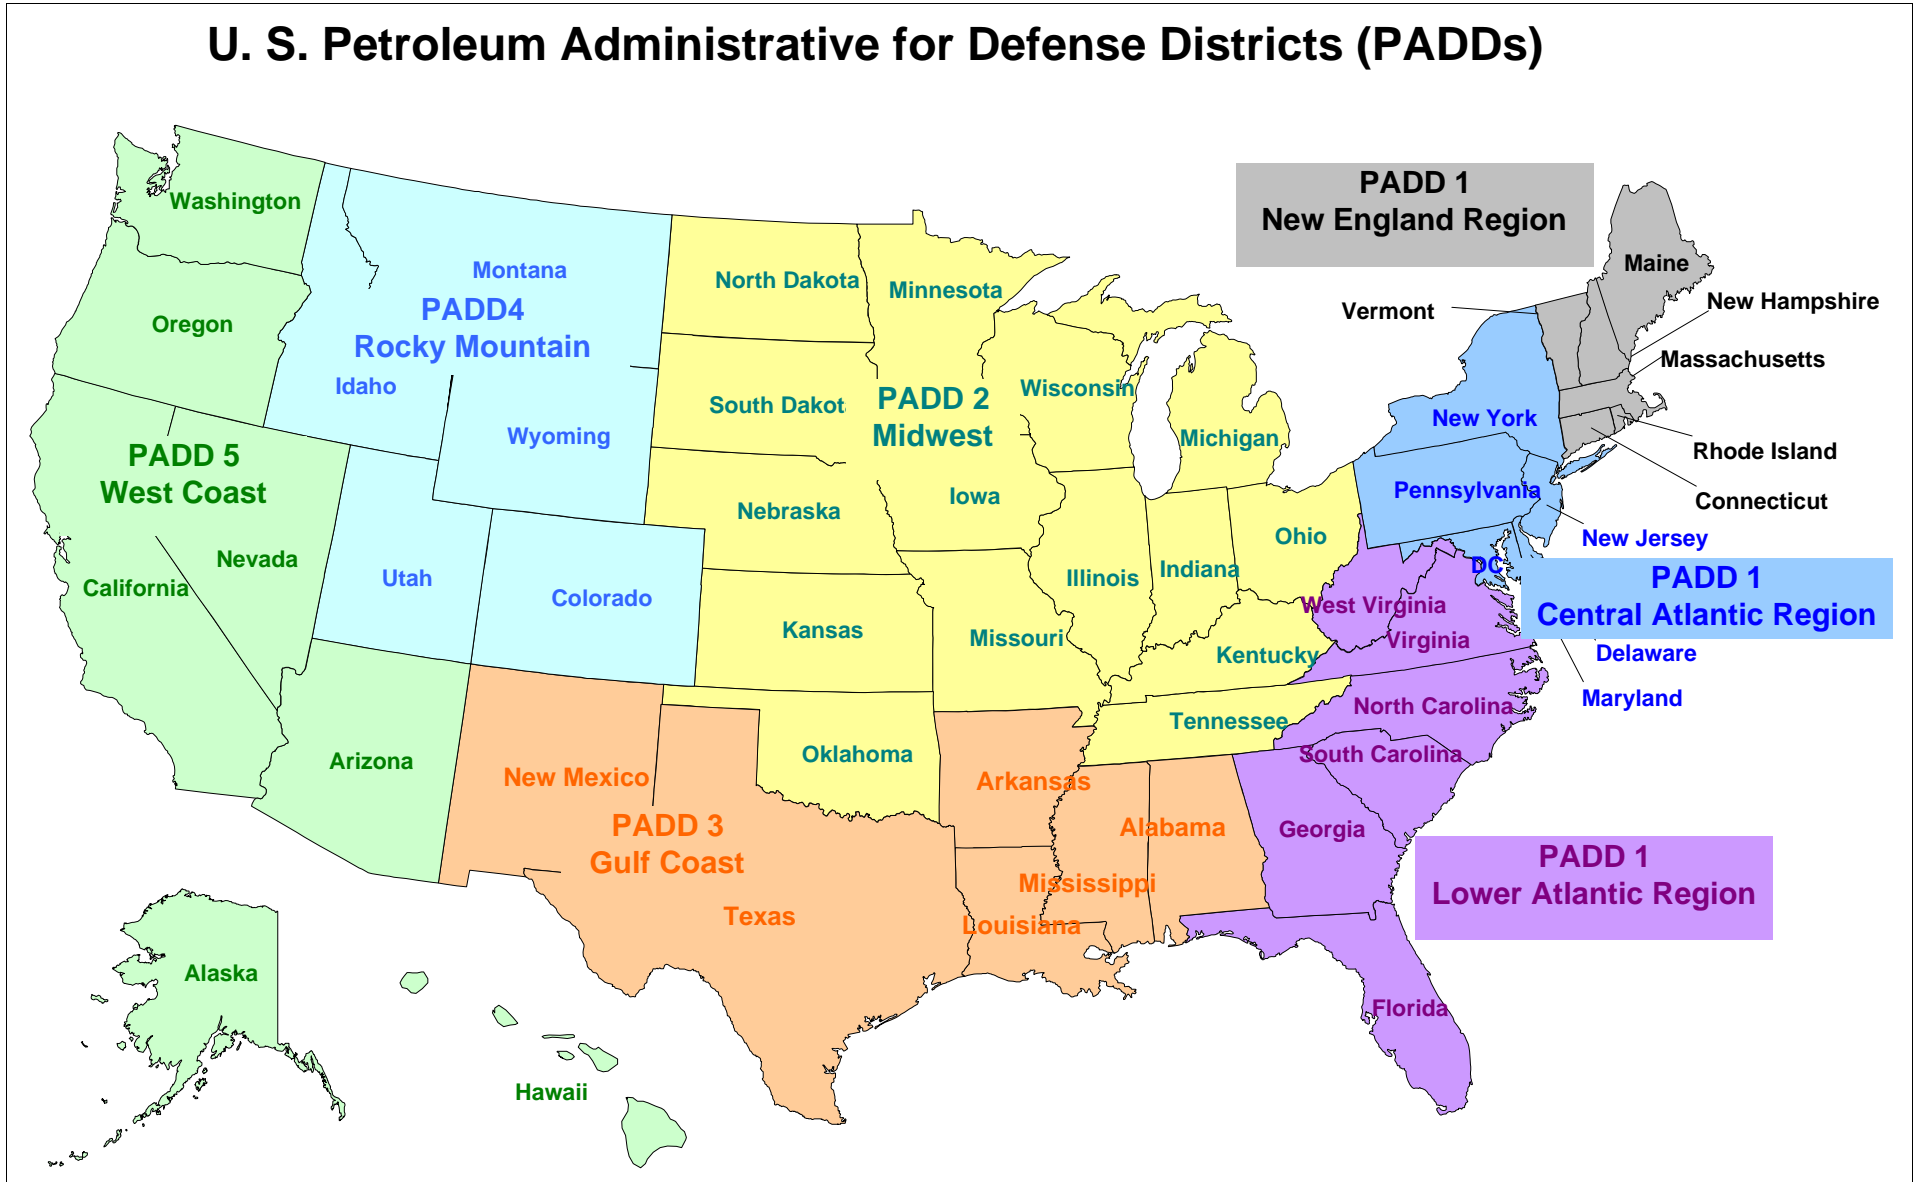 U. S. Petroleum Administrative for Defense Districts (PADDs)
PADD 1
New England Region
Washington
Maine
Montana
North Dakota
Minnesota
New Hampshire
PADD4
Rocky Mountain
Vermont
Oregon
Massachusetts
Idaho
Wisconsin
PADD 2
Midwest
South Dakot
New York
Wyoming
Michigan
Rhode Island
PADD 5
West Coast
Pennsylvania
Iowa
Connecticut
Nebraska
Ohio
New Jersey
Nevada
DC
Indiana
Illinois
Utah
PADD 1
Central Atlantic Region
California
Colorado
West Virginia
Kansas
Missouri
Virginia
Kentucky
Delaware
Maryland
North Carolina
Tennessee
Oklahoma
South Carolina
Arizona
New Mexico
Arkansas
PADD 3
Gulf Coast
Alabama
Georgia
PADD 1
Lower Atlantic Region
Mississippi
Texas
Louisiana
Alaska
Florida
Hawaii